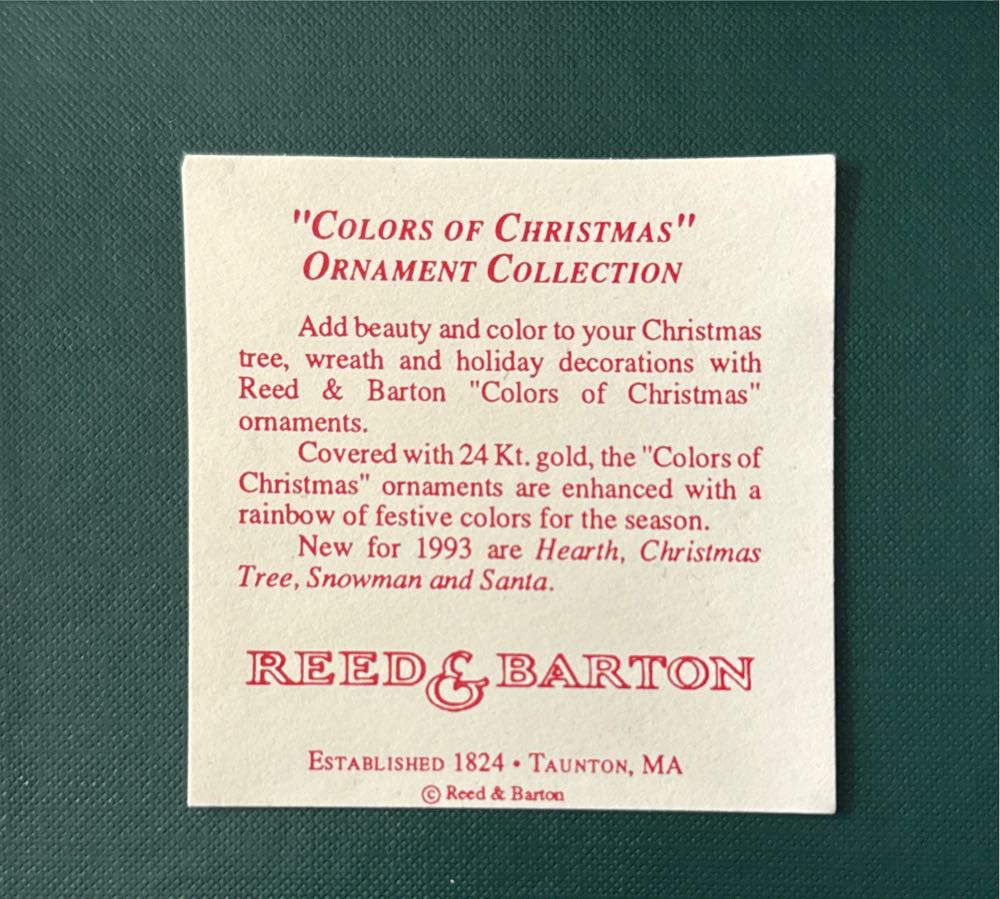 "COLORS OF CHRISTMAS"
ORNAMENT COLLECTION
Add beauty and color to your Christmas
tree, wreath and holiday decorations with
Reed & Barton "Colors of Christmas"
ornaments.
Covered with 24 Kt. gold, the "Colors of
Christmas" ornaments are enhanced with a
rainbow of festive colors for the season.
New for 1993 are Hearth, Christmas
Tree, Snowman and Santa.
REED & BARTON
ESTABLISHED 1824 • TAUNTON, MA
© Reed & Barton